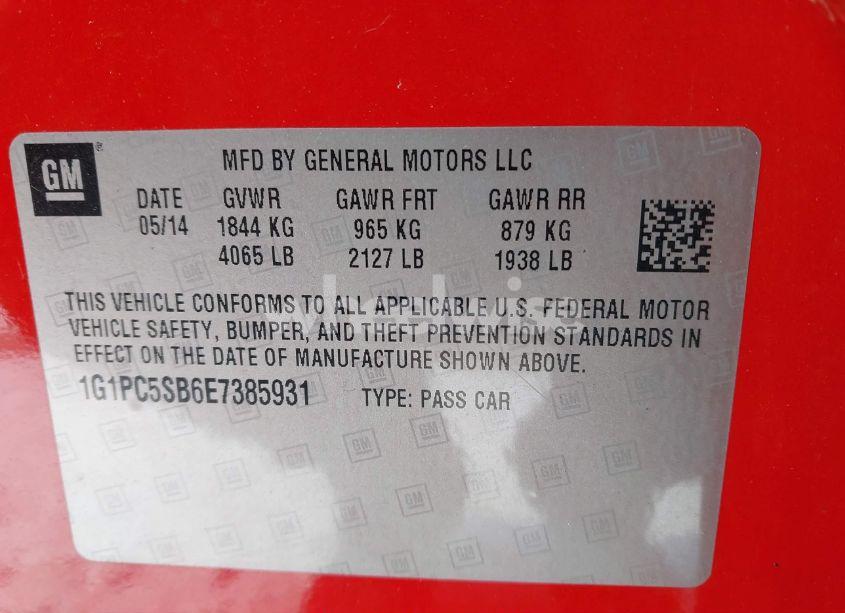 GM
MFD BY GENERAL MOTORS LLC
DATE GVWR GAWR FRT GAWR RR
05/14 1844 KG 965 KG 879 KG
4065 LB 2127 LB 1938 LB
THIS VEHICLE CONFORMS TO ALL APPLICABLE U.S. FEDERAL MOTOR
VEHICLE SAFETY, BUMPER, AND THEFT PREVENTION STANDARDS IN
EFFECT ON THE DATE OF MANUFACTURE SHOWN ABOVE.
1G1PC5SB6E7385931 TYPE: PASS CAR